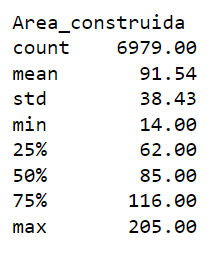 Area_construida
count 6979.00
mean 91.54
std 38.43
min 14.00
25% 62.00
50% 85.00
75% 116.00
max 205.00